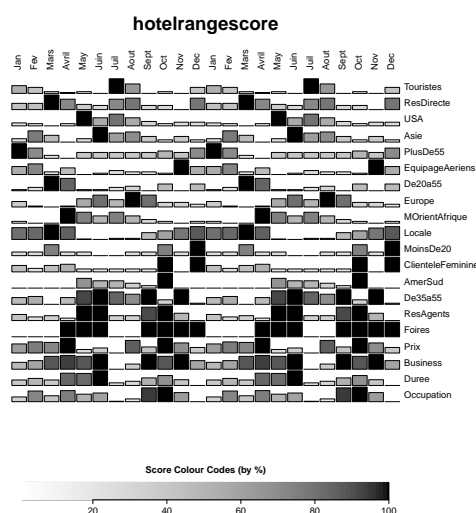 hotelrangescore
Jan Fev Mars Avril May Juin Juil Aout Sept Oct Nov Dec Jan Fev Mars Avril May Juin Juil Aout Sept Oct Nov Dec
Touristes
ResDirecte
USA
Asie
PlusDe55
EquipageAeriens
De20a55
Europe
MOrientAfrique
Locale
MoinsDe20
ClienteleFeminine
AmerSud
De35a55
ResAgents
Foires
Prix
Business
Duree
Occupation
Score Colour Codes (by %)
20 40 60 80 100